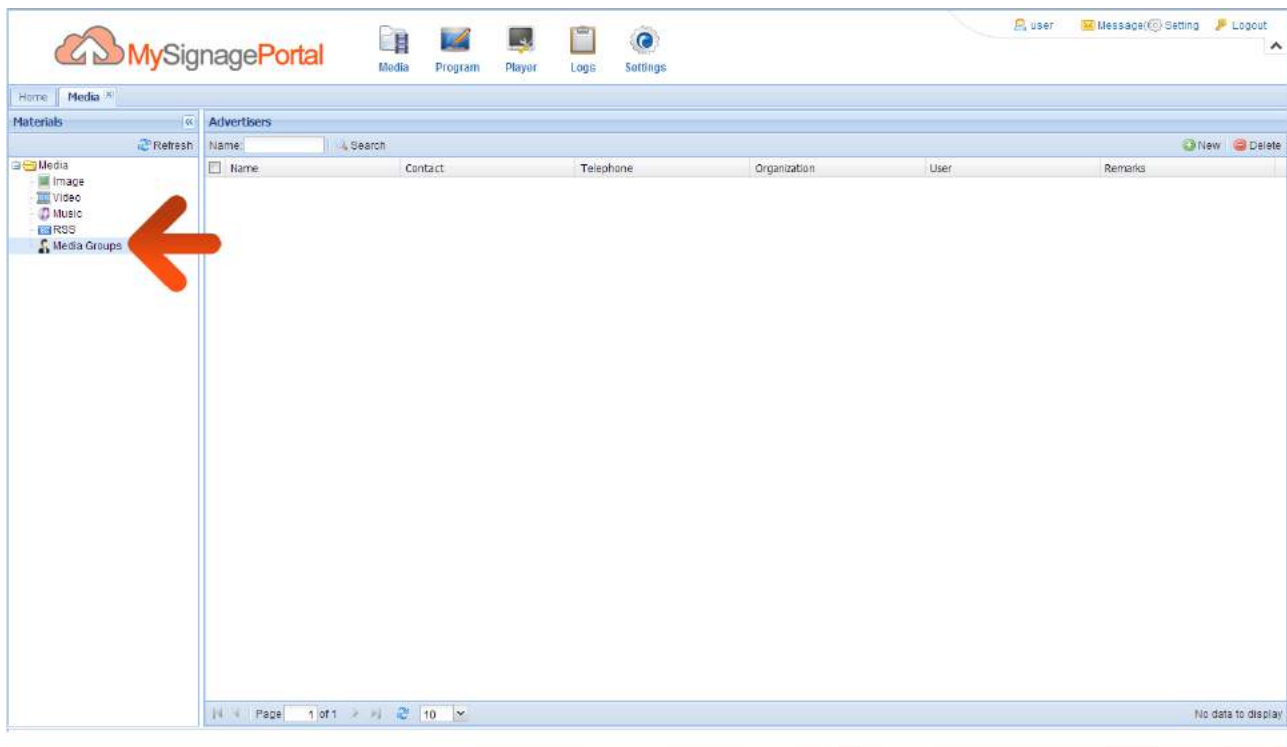 user Message(0) Setting Logout
MySignagePortal
Media Program Player Logs Settings
Home Media
Materials Advertisers
Refresh Name: Search New Delete
Media Name Contact Telephone Organization User Remarks
Image
Video
Music
RSS
Media Groups
Page 1 of 1 10 No data to display